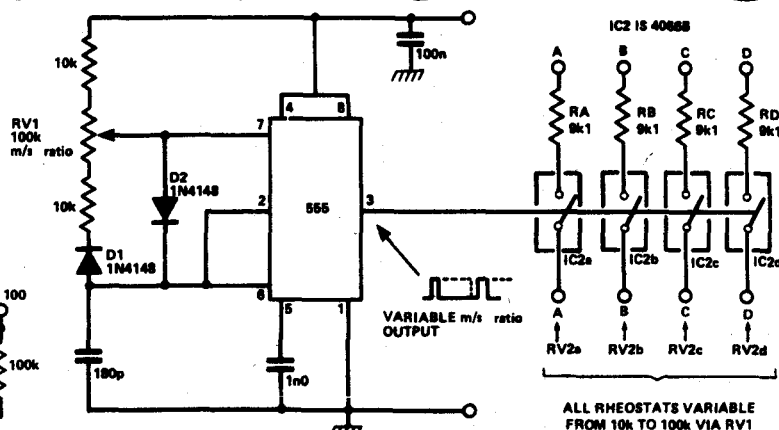 10k
RV1
100k
m/s ratio
10k
D1
1N4148
100
100k
180p
D2
1N4148
7
2
6
4
8
555
3
5
1
1n0
100n
VARIABLE m/s ratio
OUTPUT
IC2 IS 4066B
A
B
C
D
RA
9k1
RB
9k1
RC
9k1
RD
9k1
IC2a
IC2b
IC2c
IC2d
A
B
C
D
RV2a
RV2b
RV2c
RV2d
ALL RHEOSTATS VARIABLE
FROM 10k TO 100k VIA RV1